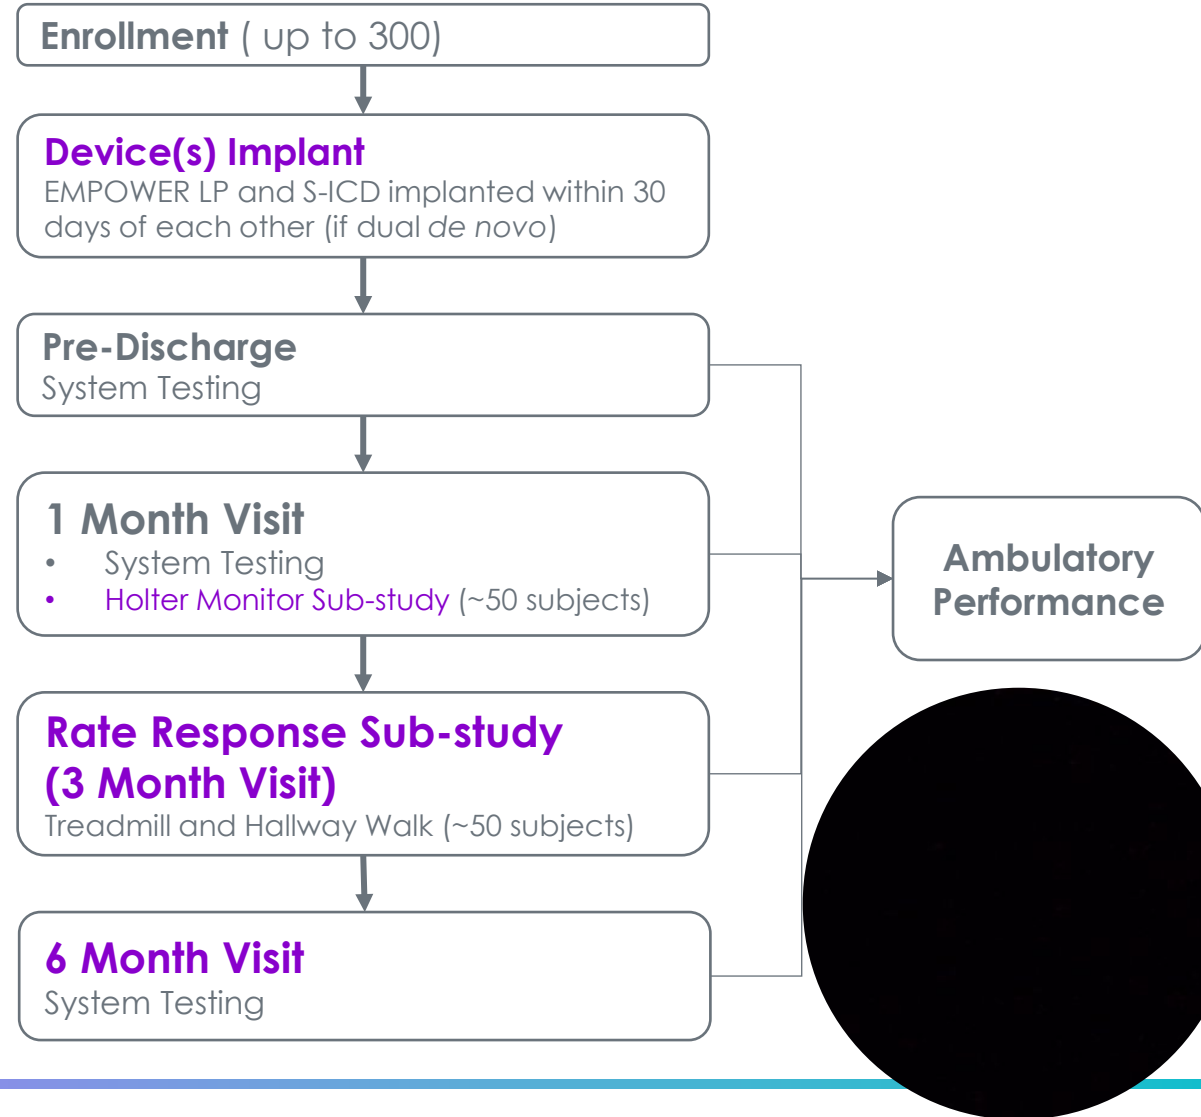 Enrollment ( up to 300)
Device(s) Implant
EMPOWER LP and S-ICD implanted within 30
days of each other (if dual de novo)
Pre-Discharge
System Testing
1 Month Visit
• System Testing
• Holter Monitor Sub-study (~50 subjects)
Ambulatory
Performance
Rate Response Sub-study
(3 Month Visit)
Treadmill and Hallway Walk (~50 subjects)
6 Month Visit
System Testing